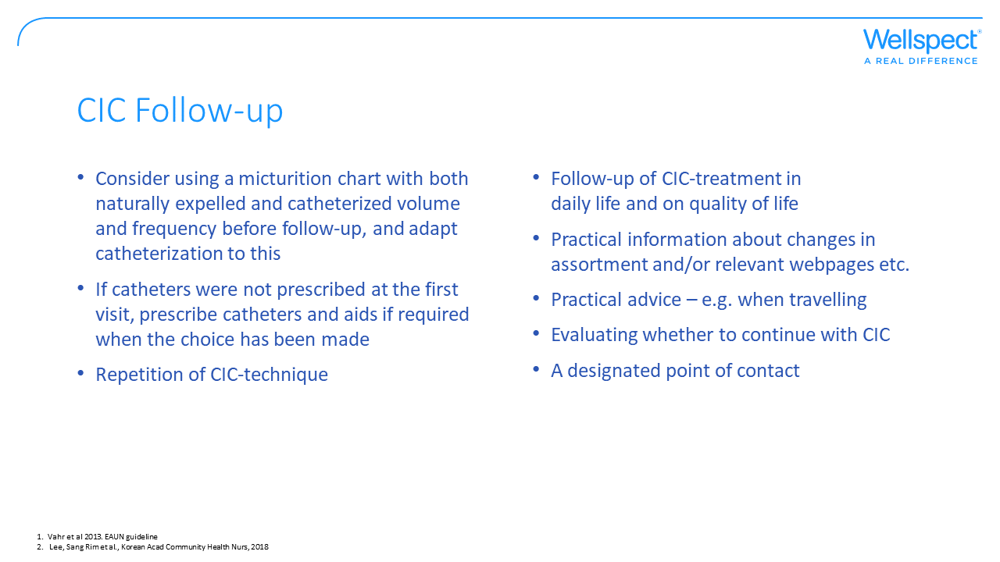 Wellspect®
A REAL DIFFERENCE
CIC Follow-up
• Consider using a micturition chart with both
naturally expelled and catheterized volume
and frequency before follow-up, and adapt
catheterization to this
• If catheters were not prescribed at the first
visit, prescribe catheters and aids if required
when the choice has been made
• Repetition of CIC-technique
• Follow-up of CIC-treatment in
daily life and on quality of life
• Practical information about changes in
assortment and/or relevant webpages etc.
• Practical advice – e.g. when travelling
• Evaluating whether to continue with CIC
• A designated point of contact
1. Vahr et al 2013. EAUN guideline
2. Lee, Sang Rim et al., Korean Acad Community Health Nurs, 2018